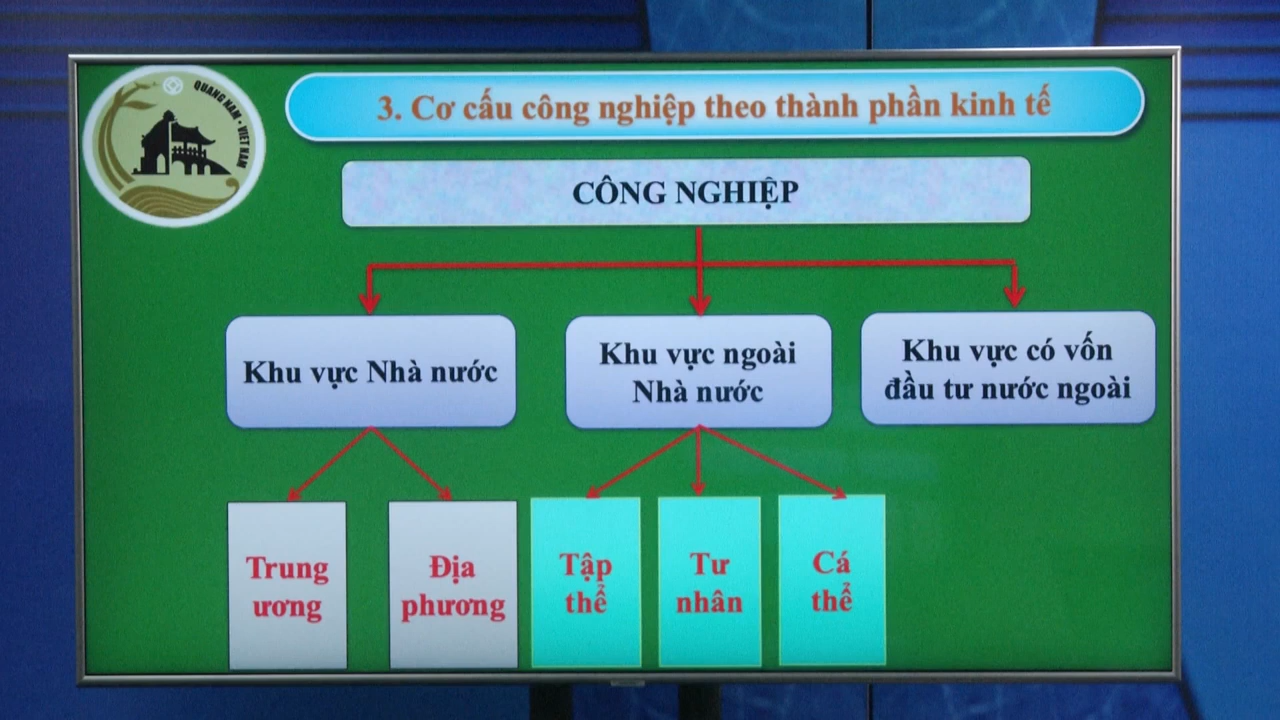 QUANG NAM - VIET NAM
3. Cơ cấu công nghiệp theo thành phần kinh tế
CÔNG NGHIỆP
Khu vực Nhà nước
Khu vực ngoài
Nhà nước
Khu vực có vốn
đầu tư nước ngoài
Trung
ương
Địa
phương
Tập
thể
Tư
nhân
Cá
thể